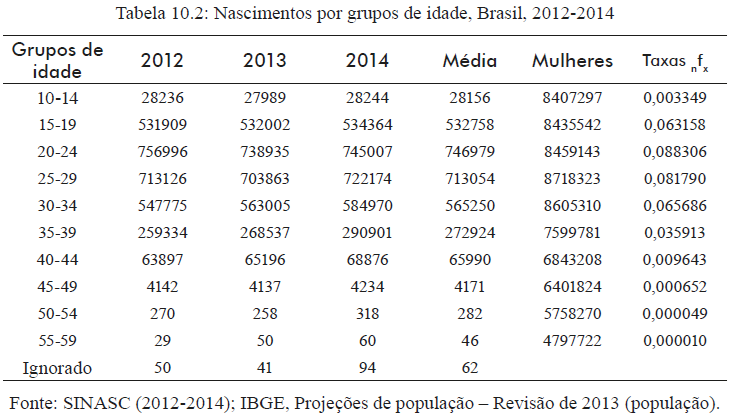 Tabela 10.2: Nascimentos por grupos de idade, Brasil, 2012-2014
Grupos de idade 2012 2013 2014 Média Mulheres Taxas nfx
10-14 28236 27989 28244 28156 8407297 0,003349
15-19 531909 532002 534364 532758 8435542 0,063158
20-24 756996 738935 745007 746979 8459143 0,088306
25-29 713126 703863 722174 713054 8718323 0,081790
30-34 547775 563005 584970 565250 8605310 0,065686
35-39 259334 268537 290901 272924 7599781 0,035913
40-44 63897 65196 68876 65990 6843208 0,009643
45-49 4142 4137 4234 4171 6401824 0,000652
50-54 270 258 318 282 5758270 0,000049
55-59 29 50 60 46 4797722 0,000010
Ignorado 50 41 94 62
Fonte: SINASC (2012-2014); IBGE, Projeções de população – Revisão de 2013 (população).